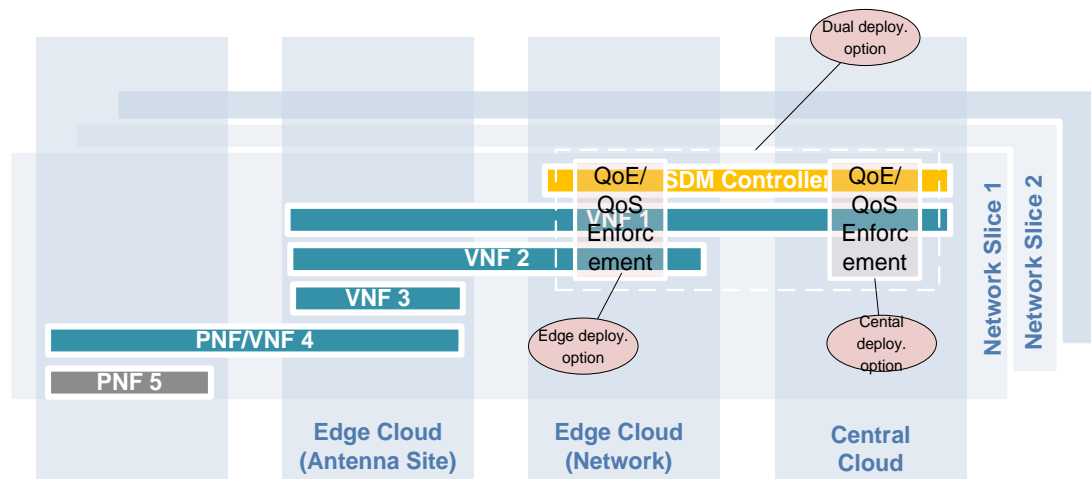 Dual deploy.
option
SDM Controller
QoE/
QoS
Enforc
ement
QoE/
QoS
Enforc
ement
VNF 1
VNF 2
VNF 3
PNF/VNF 4
PNF 5
Edge deploy.
option
Cental
deploy.
option
Network Slice 1
Network Slice 2
Edge Cloud
(Antenna Site)
Edge Cloud
(Network)
Central
Cloud